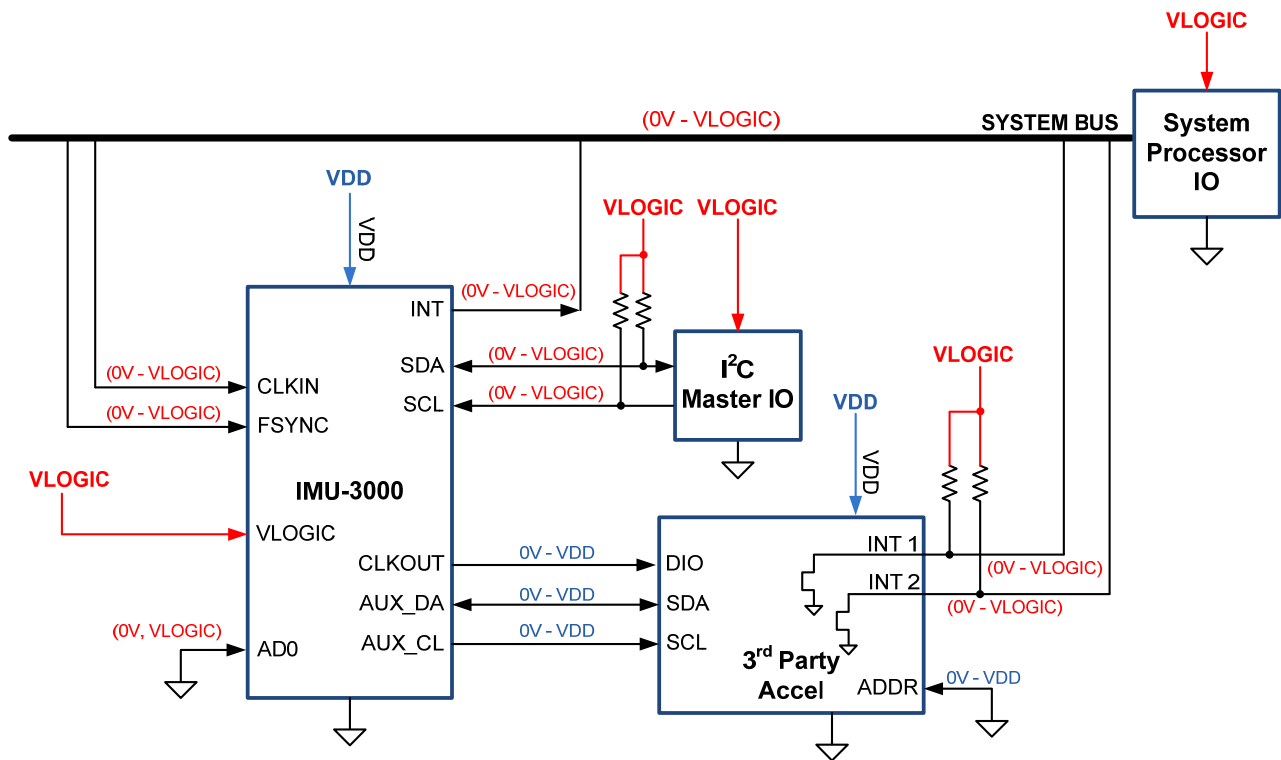 VLOGIC
(0V - VLOGIC)
SYSTEM BUS
System
Processor
IO
VDD
VDD
VLOGIC
VLOGIC
INT
(0V - VLOGIC)
SDA
(0V - VLOGIC)
SCL
(0V - VLOGIC)
I²C
Master IO
(0V - VLOGIC)
CLKIN
(0V - VLOGIC)
FSYNC
IMU-3000
VLOGIC
VLOGIC
CLKOUT
0V - VDD
AUX_DA
0V - VDD
AUX_CL
0V - VDD
(0V, VLOGIC)
AD0
VDD
VDD
VLOGIC
DIO
SDA
SCL
INT 1
(0V - VLOGIC)
INT 2
(0V - VLOGIC)
3rd Party
Accel
ADDR
0V - VDD